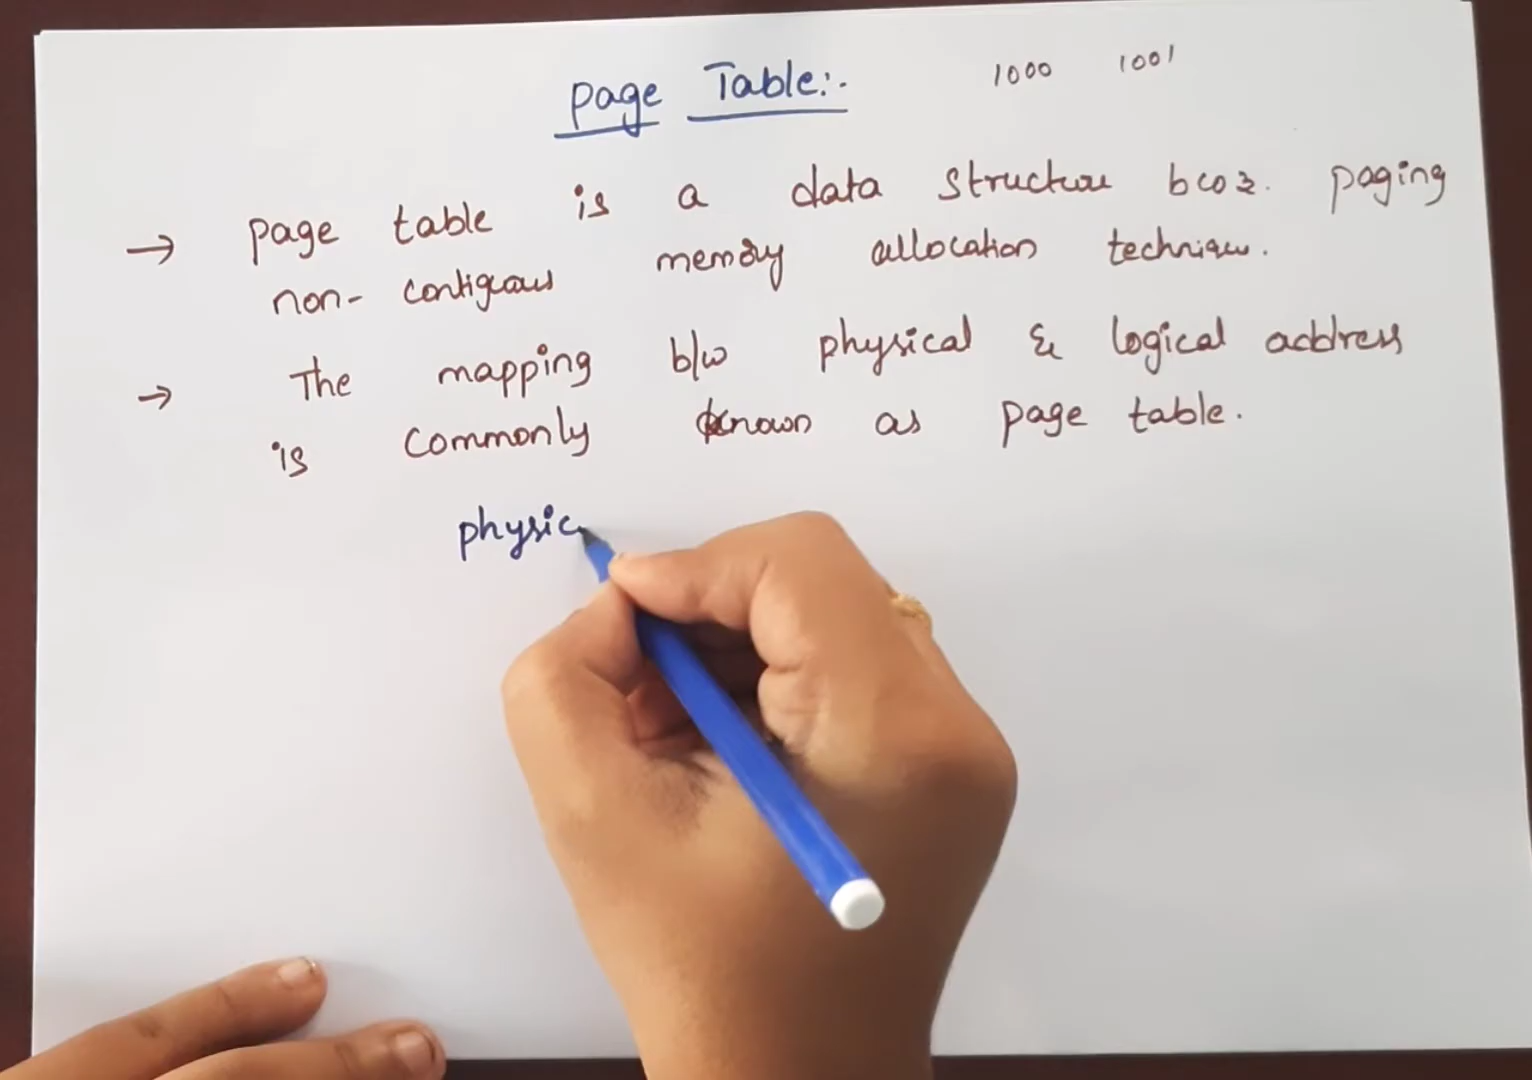 Page Table:-
1000 1001
→ page table is a data structure bcoz. paging
non- contiguous memory allocation technique.
→ The mapping b/w physical & logical address
is commonly known as page table.
physic